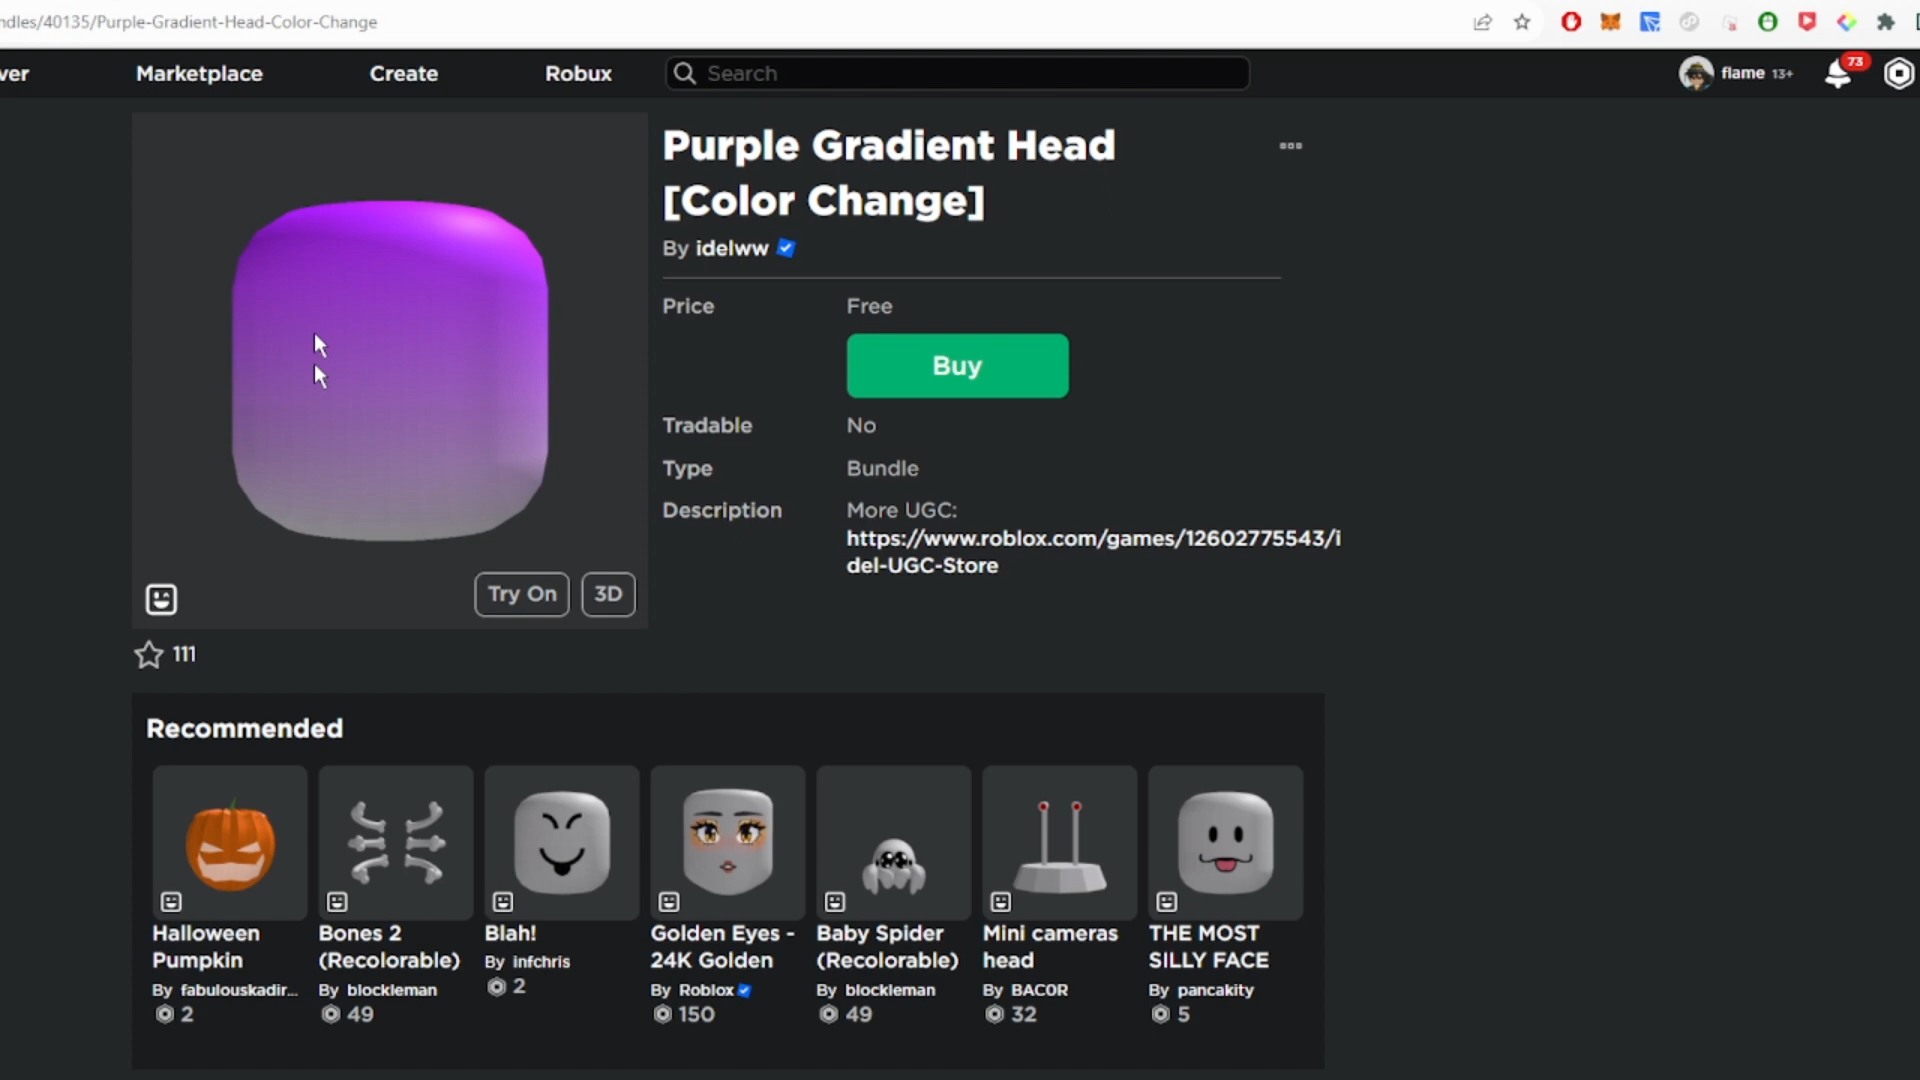 ndles/40135/Purple-Gradient-Head-Color-Change
ver
Marketplace
Create
Robux
Search
flame 13+
73
Purple Gradient Head
[Color Change]
By idelww
Price
Free
Buy
Tradable
No
Type
Bundle
Description
More UGC:
https://www.roblox.com/games/12602775543/i
del-UGC-Store
Try On
3D
111
Recommended
Halloween
Pumpkin
By fabulouskadir...
2
Bones 2
(Recolorable)
By blockleman
49
Blah!
By infchris
2
Golden Eyes -
24K Golden
By Roblox
150
Baby Spider
(Recolorable)
By blockleman
49
Mini cameras
head
By BACOR
32
THE MOST
SILLY FACE
By pancakity
5